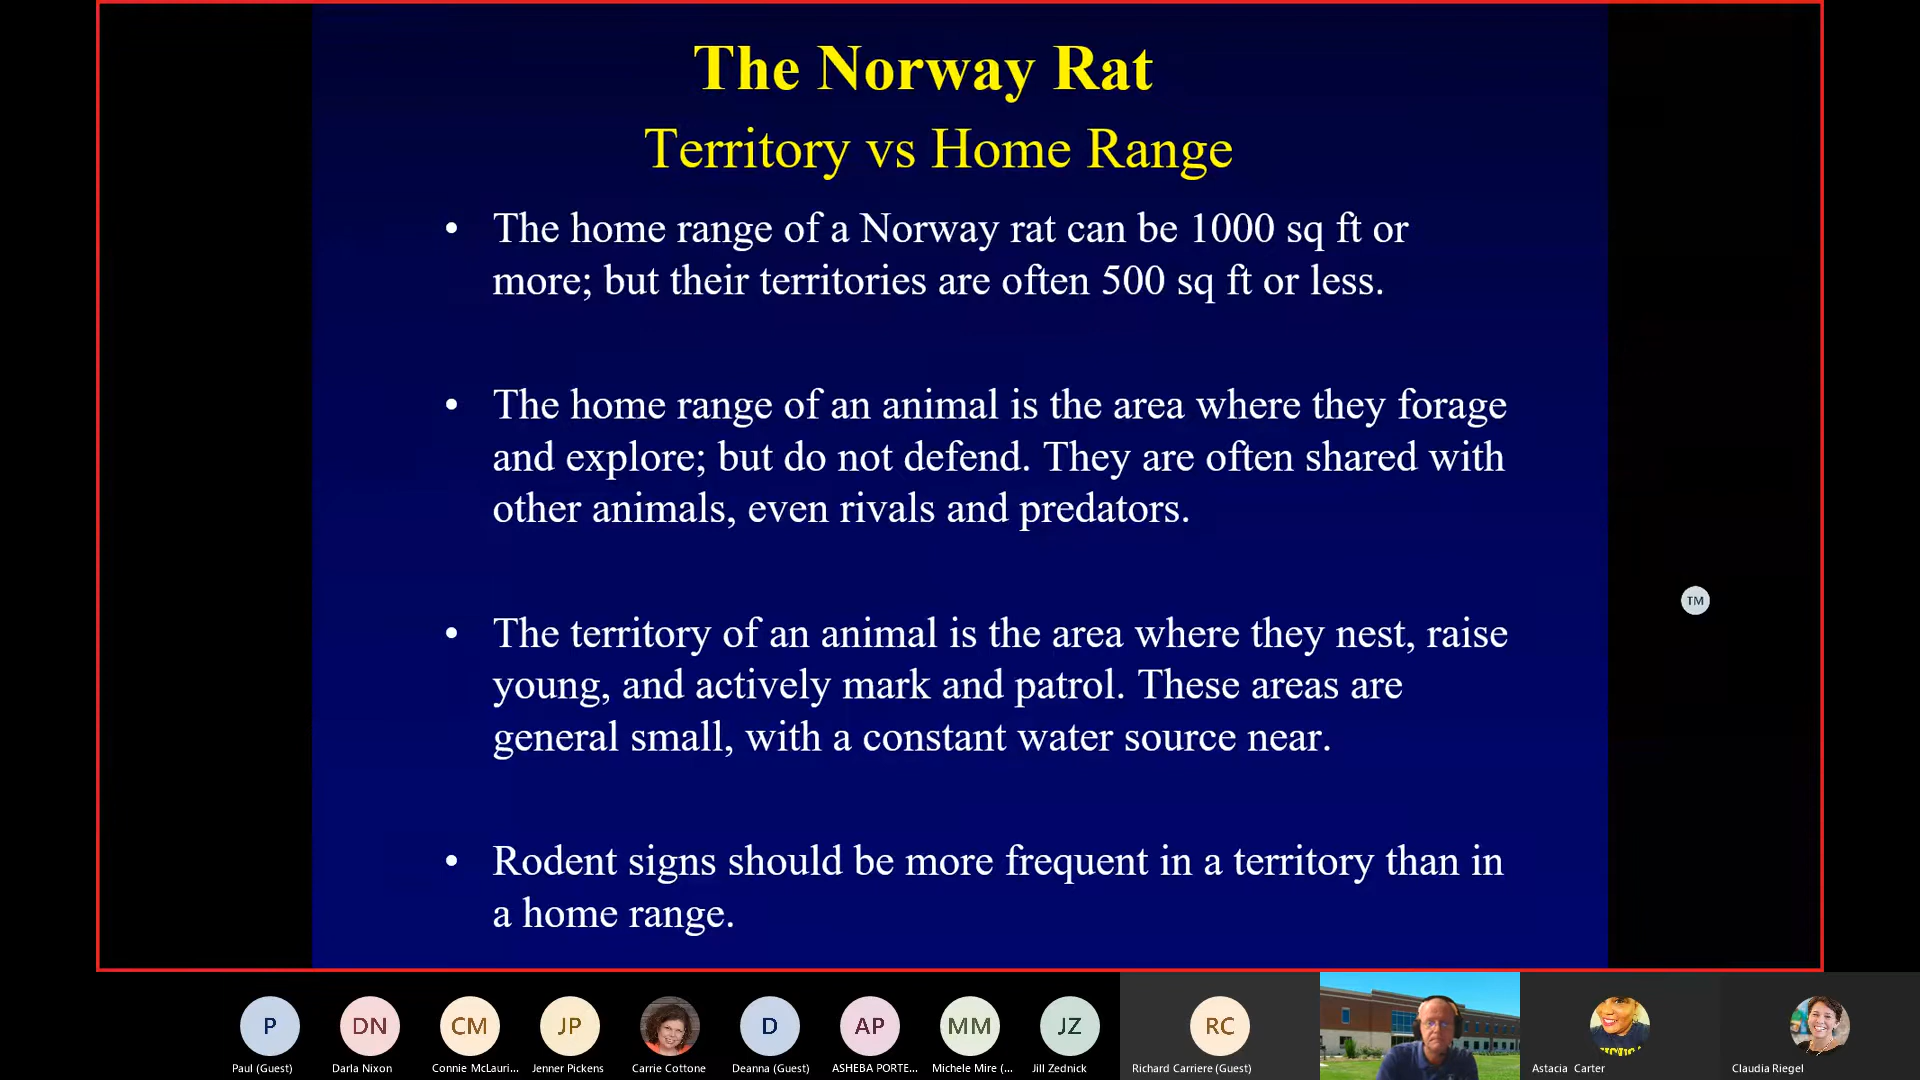 The Norway Rat
Territory vs Home Range
• The home range of a Norway rat can be 1000 sq ft or
more; but their territories are often 500 sq ft or less.
• The home range of an animal is the area where they forage
and explore; but do not defend. They are often shared with
other animals, even rivals and predators.
• The territory of an animal is the area where they nest, raise
young, and actively mark and patrol. These areas are
general small, with a constant water source near.
• Rodent signs should be more frequent in a territory than in
a home range.
TM
P
DN
CM
JP
D
AP
MM
JZ
RC
Paul (Guest)
Darla Nixon
Connie McLauri...
Jenner Pickens
Carrie Cottone
Deanna (Guest)
ASHEBA PORTE...
Michele Mire (...
Jill Zednick
Richard Carriere (Guest)
Astacia Carter
Claudia Riegel